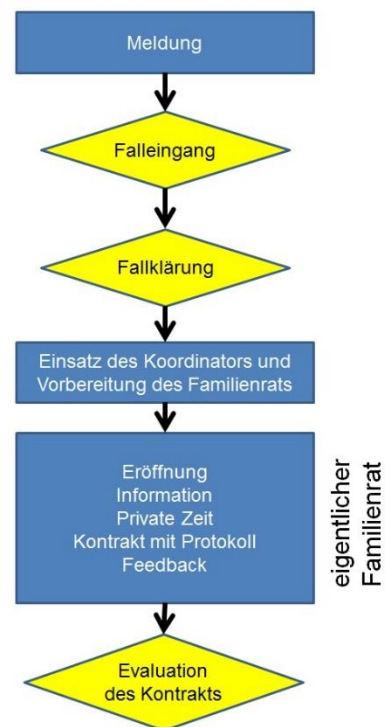 Meldung
Falleingang
Fallklärung
Einsatz des Koordinators und
Vorbereitung des Familienrats
Eröffnung
Information
Private Zeit
Kontrakt mit Protokoll
Feedback
eigentlicher
Familienrat
Evaluation
des Kontrakts